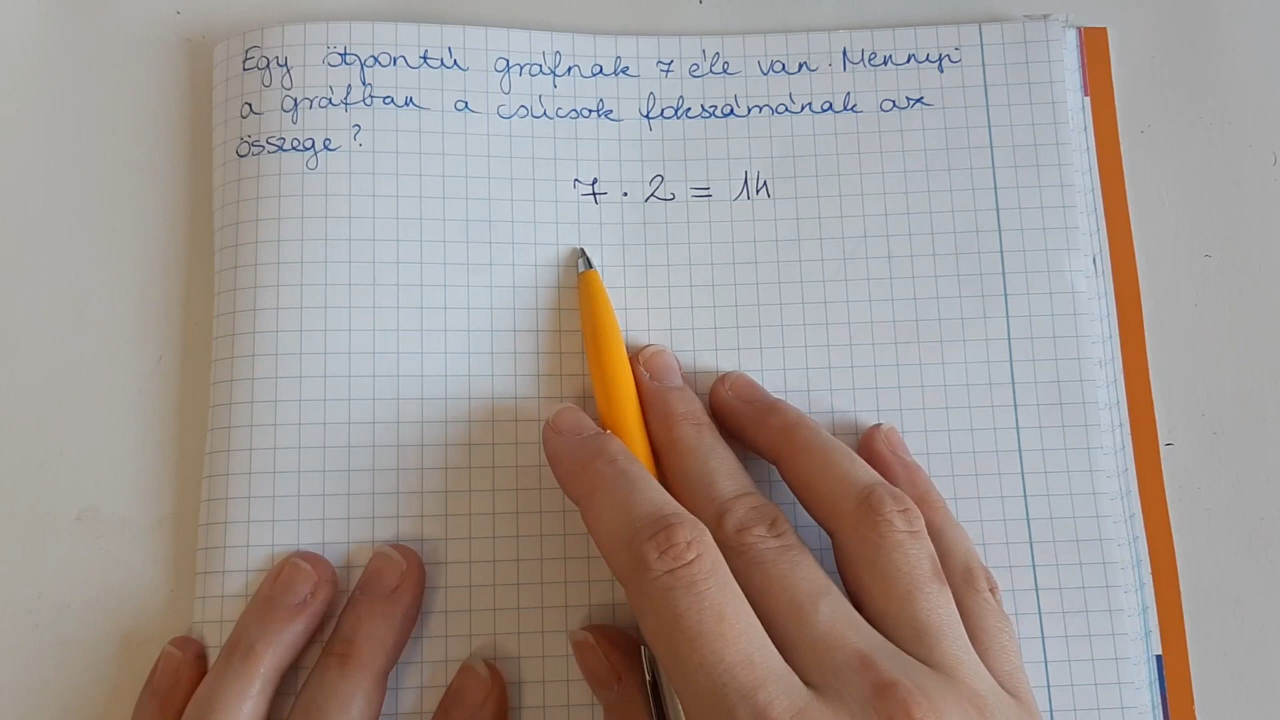 Egy ötpontú gráfnak 7 éle van. Mennyi
a gráfban a csúcsok fokszámának az
összege?
7 · 2 = 14